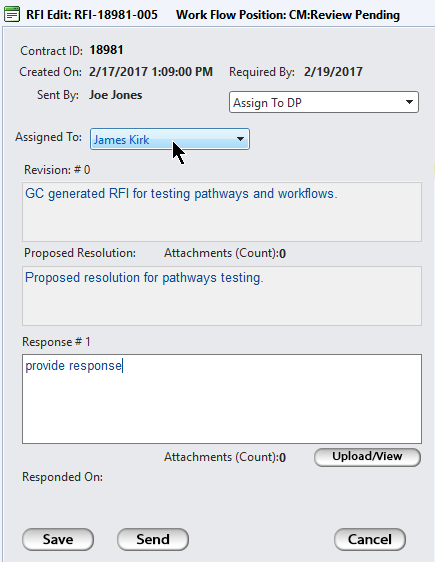 RFI Edit: RFI-18981-005 Work Flow Position: CM:Review Pending
Contract ID: 18981
Created On: 2/17/2017 1:09:00 PM Required By: 2/19/2017
Sent By: Joe Jones Assign To DP
Assigned To: James Kirk
Revision: # 0
GC generated RFI for testing pathways and workflows.
Proposed Resolution: Attachments (Count):0
Proposed resolution for pathways testing.
Response # 1
provide response
Attachments (Count):0 Upload/View
Responded On:
Save Send Cancel